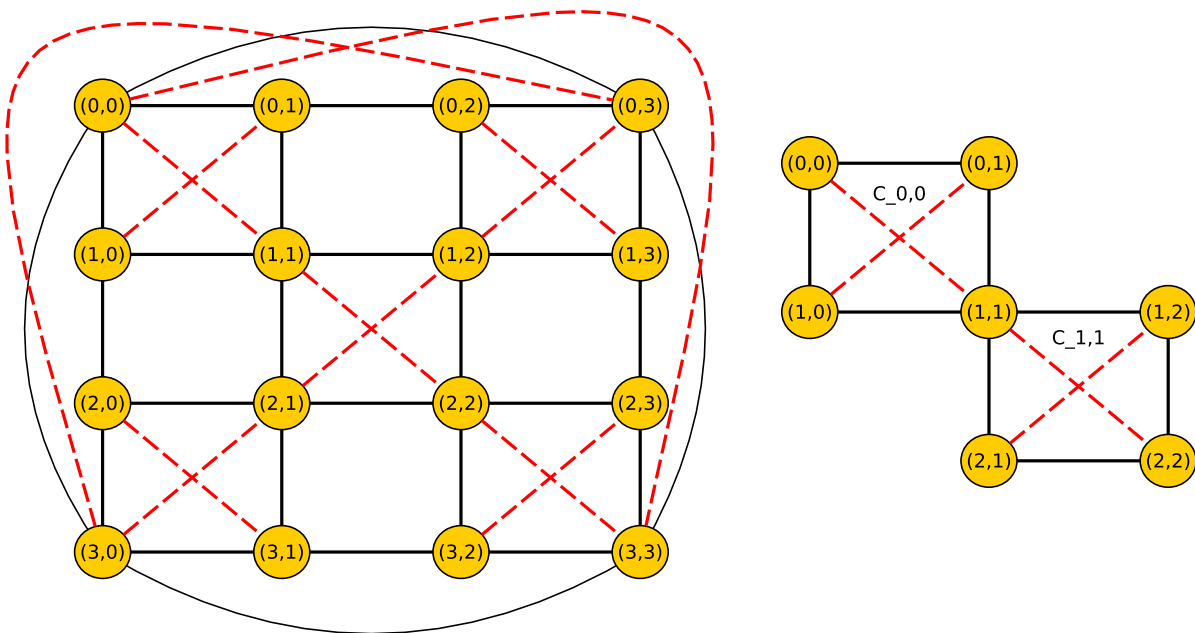 (0,0) (0,1) (0,2) (0,3)
(1,0) (1,1) (1,2) (1,3)
(2,0) (2,1) (2,2) (2,3)
(3,0) (3,1) (3,2) (3,3)
(0,0) (0,1)
C_0,0
(1,0) (1,1) (1,2)
C_1,1
(2,1) (2,2)